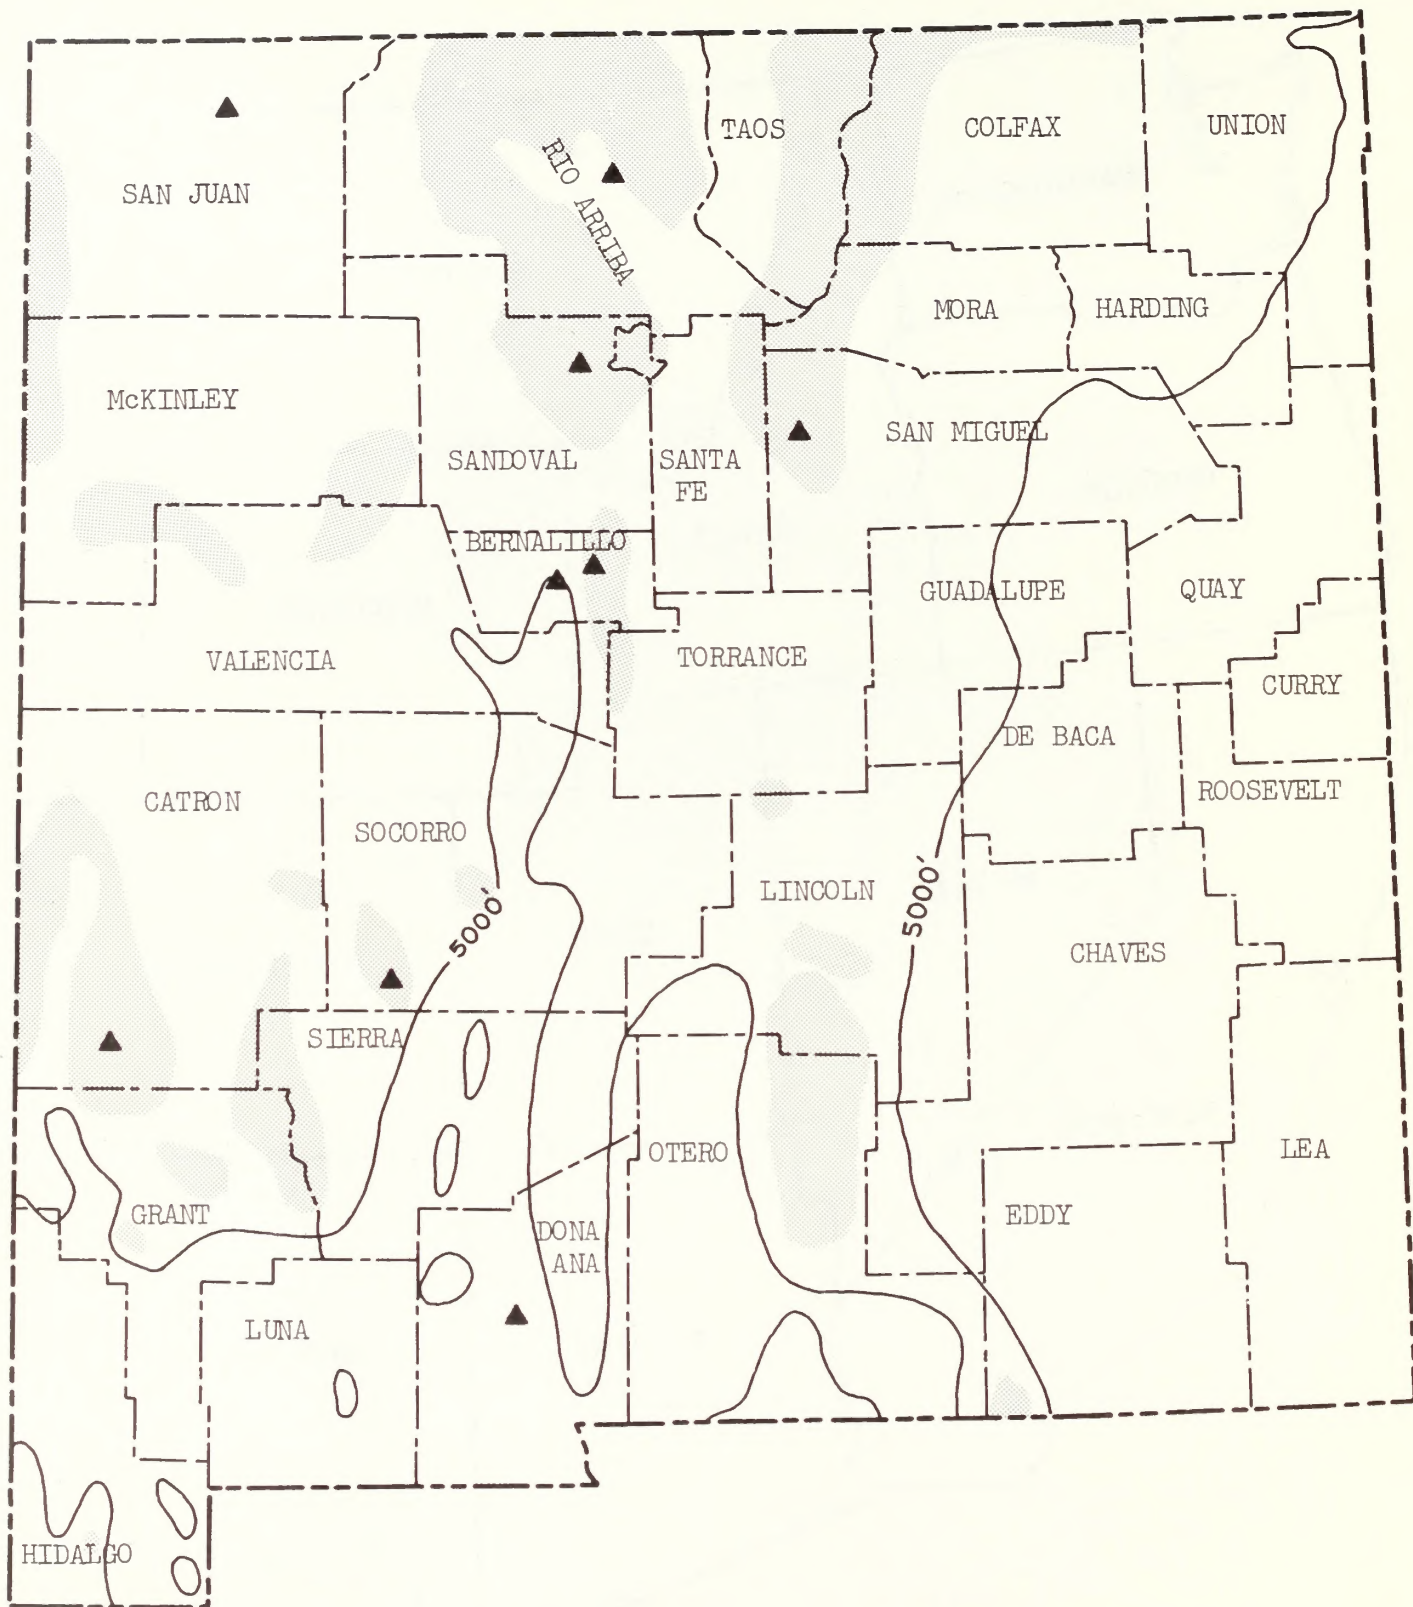 TAOS
COLFAX
UNION
SAN JUAN
RIO ARRIBA
MORA
HARDING
McKINLEY
SANDOVAL
SANTA
FE
SAN MIGUEL
BERNALILLO
GUADALUPE
QUAY
VALENCIA
TORRANCE
CURRY
DE BACA
CATRON
SOCORRO
ROOSEVELT
LINCOLN
5000'
5000'
CHAVES
SIERRA
OTERO
LEA
GRANT
DONA
ANA
EDDY
LUNA
HIDALGO